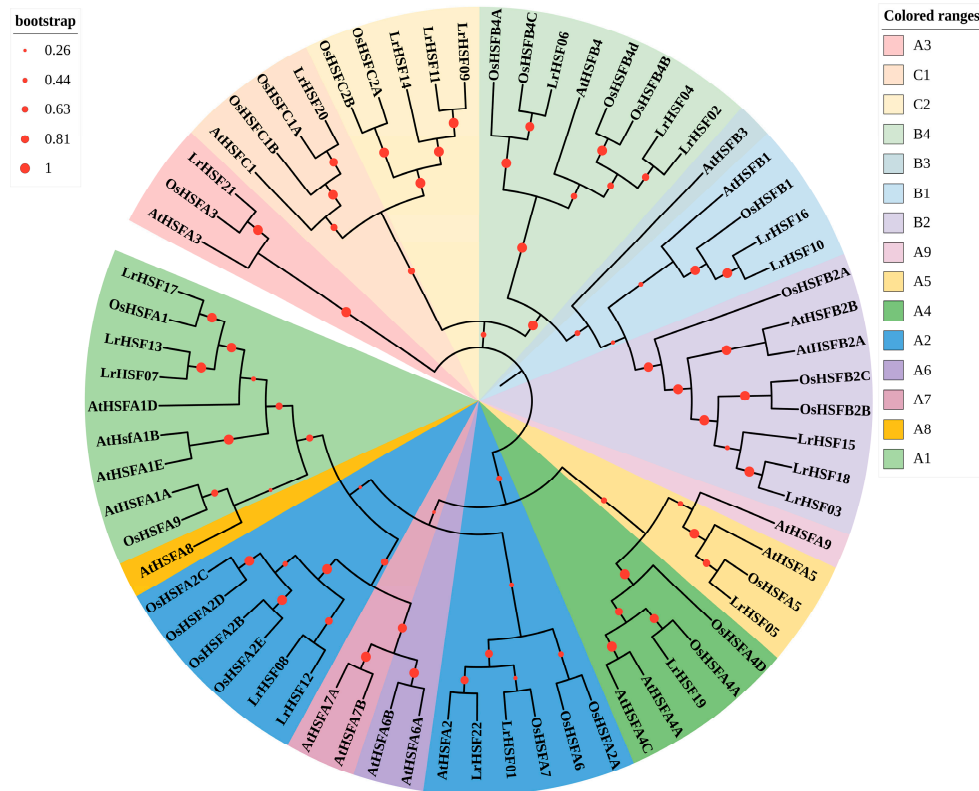 bootstrap
0.26
0.44
0.63
0.81
1
Colored ranges
A3
C1
C2
B4
B3
B1
B2
A9
A5
A4
A2
A6
A7
A8
A1
OsHSFB4A
OsHSFB4C
LrHSF06
AtHSFB4
OsHSFB4d
OsHSFB4B
LrHSF04
LrHSF02
AtHSFB3
AtHSFB1
OsHSFB1
LrHSF16
LrHSF10
OsHSFB2A
AtHSFB2B
AtHSFB2A
OsHSFB2C
OsHSFB2B
LrHSF15
LrHSF18
LrHSF03
AtHSFA9
AtHSFA5
OsHSFA5
LrHSF05
OsHSFA4D
OsHSFA4A
LrHSF19
AtHSFA4A
AtHSFA4C
OsHSFA2A
OsHSFA6
OsHSFA7
LrHSF01
LrHSF22
AtHSFA2
AtHSFA6A
AtHSFA6B
AtHSFA7B
AtHSFA7A
LrHSF12
LrHSF08
OsHSFA2E
OsHSFA2B
OsHSFA2D
OsHSFA2C
AtHSFA8
OsHSFA9
AtHSFA1A
AtHSFA1E
AtHsfA1B
AtHSFA1D
LrHSF07
LrHSF13
OsHSFA1
LrHSF17
AtHSFA3
OsHSFA3
LrHSF21
AtHSFC1
OsHSFC1B
OsHSFC1A
LrHSF20
OsHSFC2B
OsHSFC2A
LrHSF14
LrHSF11
LrHSF09